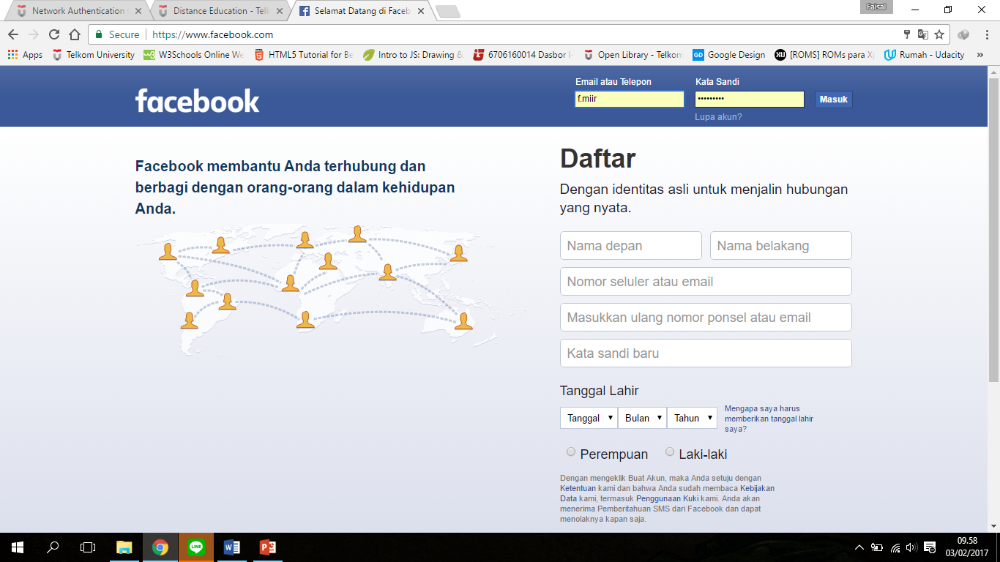 Network Authentication
Distance Education - Telk
Selamat Datang di Faceb
Faisal
Secure
https://www.facebook.com
Apps
Telkom University
W3Schools Online We
HTML5 Tutorial for Be
Intro to JS: Drawing &
6706160014 Dasbor I-
Open Library - Telkom
Google Design
[ROMS] ROMs para Xp
Rumah - Udacity
»
facebook
Email atau Telepon
f.miir
Kata Sandi
•••••••••
Lupa akun?
Masuk
Facebook membantu Anda terhubung dan
berbagi dengan orang-orang dalam kehidupan
Anda.
Daftar
Dengan identitas asli untuk menjalin hubungan
yang nyata.
Nama depan
Nama belakang
Nomor seluler atau email
Masukkan ulang nomor ponsel atau email
Kata sandi baru
Tanggal Lahir
Tanggal
Bulan
Tahun
Mengapa saya harus
memberikan tanggal lahir
saya?
Perempuan
Laki-laki
Dengan mengeklik Buat Akun, maka Anda setuju dengan
Ketentuan kami dan bahwa Anda sudah membaca Kebijakan
Data kami, termasuk Penggunaan Kuki kami. Anda akan
menerima Pemberitahuan SMS dari Facebook dan dapat
menolaknya kapan saja.
LINE
09.58
03/02/2017